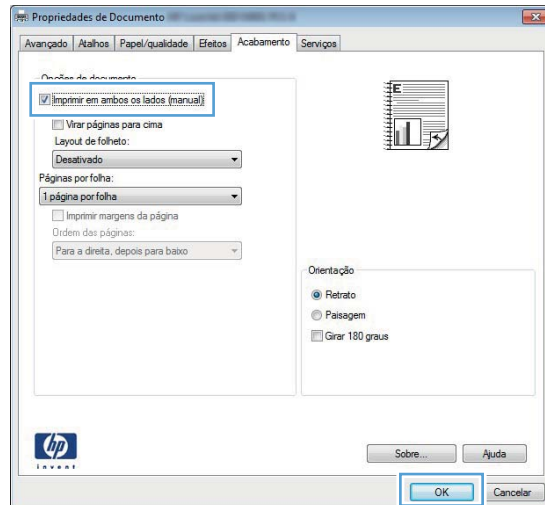 Propriedades de Documento
Avançado Atalhos Papel/qualidade Efeitos Acabamento Serviços
Opções de documento
Imprimir em ambos os lados (manual)
Virar páginas para cima
Layout de folheto:
Desativado
Páginas por folha:
1 página por folha
Imprimir margens da página
Ordem das páginas:
Para a direita, depois para baixo
E
Orientação
Retrato
Paisagem
Girar 180 graus
hp
invent
Sobre... Ajuda
OK Cancelar